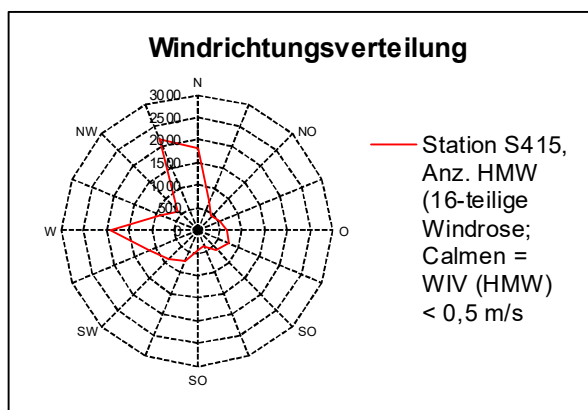 Windrichtungsverteilung
N
3000
2500
2000
1500
1000
500
0
NW
NO
W
O
SW
SO
SO
Station S415,
Anz. HMW
(16-teilige
Windrose;
Calmen =
WIV (HMW)
< 0,5 m/s